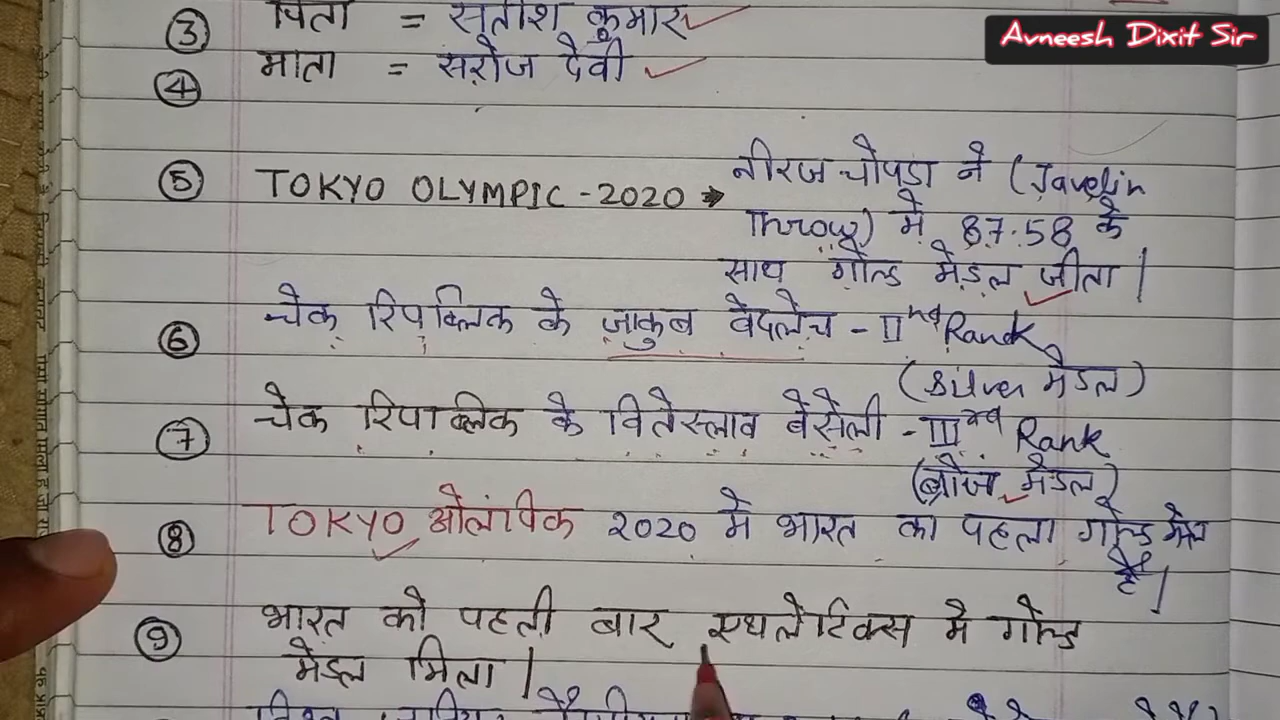 Avneesh Dixit Sir
③ पिता = सतीश कुमार
④ माता = सरोज देवी
⑤ TOKYO OLYMPIC - 2020 → नीरज चोपडा ने (Javelin
Throw) मे 87.58 के
साथ गोल्ड मेडल जीता |
⑥ चेक रिपब्लिक के जाकुब वेदलेच - IInd Rank
(Silver मेडल)
⑦ चेक रिपाब्लिक के वितेस्लाव वेसेली - IIIrd Rank
(ब्रोंज मेडल)
⑧ TOKYO ओलंपिक 2020 मे भारत का पहला गोल्ड मेडल
है |
⑨ भारत को पहली बार एथलेटिक्स मे गोल्ड
मेडल मिला |